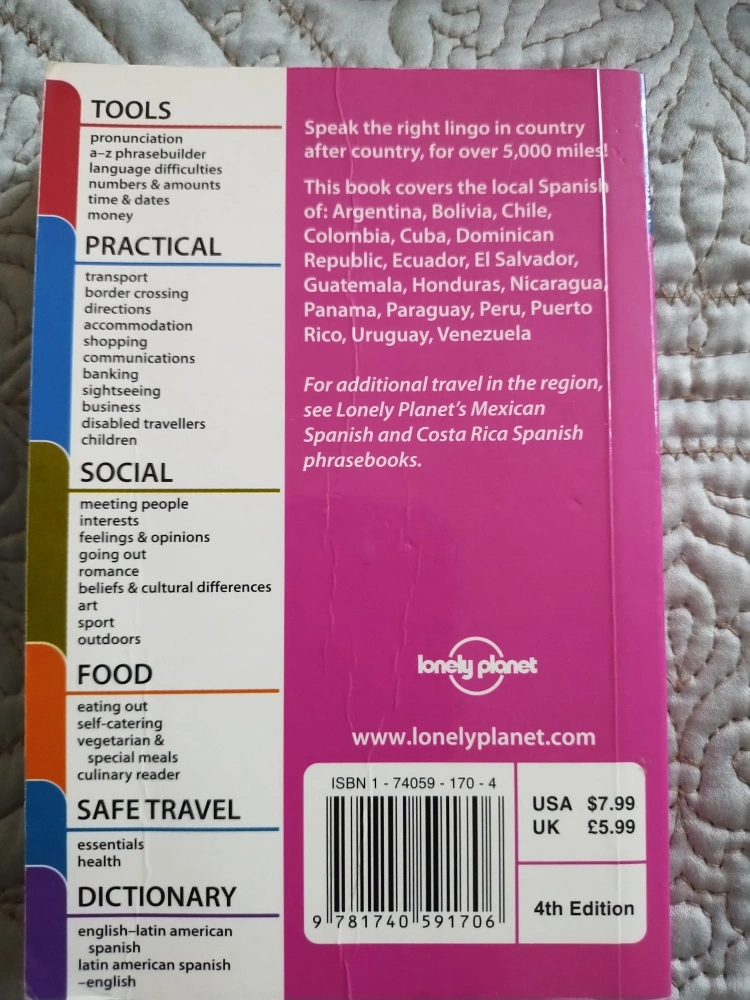 TOOLS
pronunciation
a–z phrasebuilder
language difficulties
numbers & amounts
time & dates
money
PRACTICAL
transport
border crossing
directions
accommodation
shopping
communications
banking
sightseeing
business
disabled travellers
children
SOCIAL
meeting people
interests
feelings & opinions
going out
romance
beliefs & cultural differences
art
sport
outdoors
FOOD
eating out
self-catering
vegetarian &
special meals
culinary reader
SAFE TRAVEL
essentials
health
DICTIONARY
english–latin american
spanish
latin american spanish
–english
Speak the right lingo in country
after country, for over 5,000 miles!
This book covers the local Spanish
of: Argentina, Bolivia, Chile,
Colombia, Cuba, Dominican
Republic, Ecuador, El Salvador,
Guatemala, Honduras, Nicaragua,
Panama, Paraguay, Peru, Puerto
Rico, Uruguay, Venezuela
For additional travel in the region,
see Lonely Planet's Mexican
Spanish and Costa Rica Spanish
phrasebooks.
lonely planet
www.lonelyplanet.com
ISBN 1 - 74059 - 170 - 4
9 781740 591706
USA $7.99
UK £5.99
4th Edition